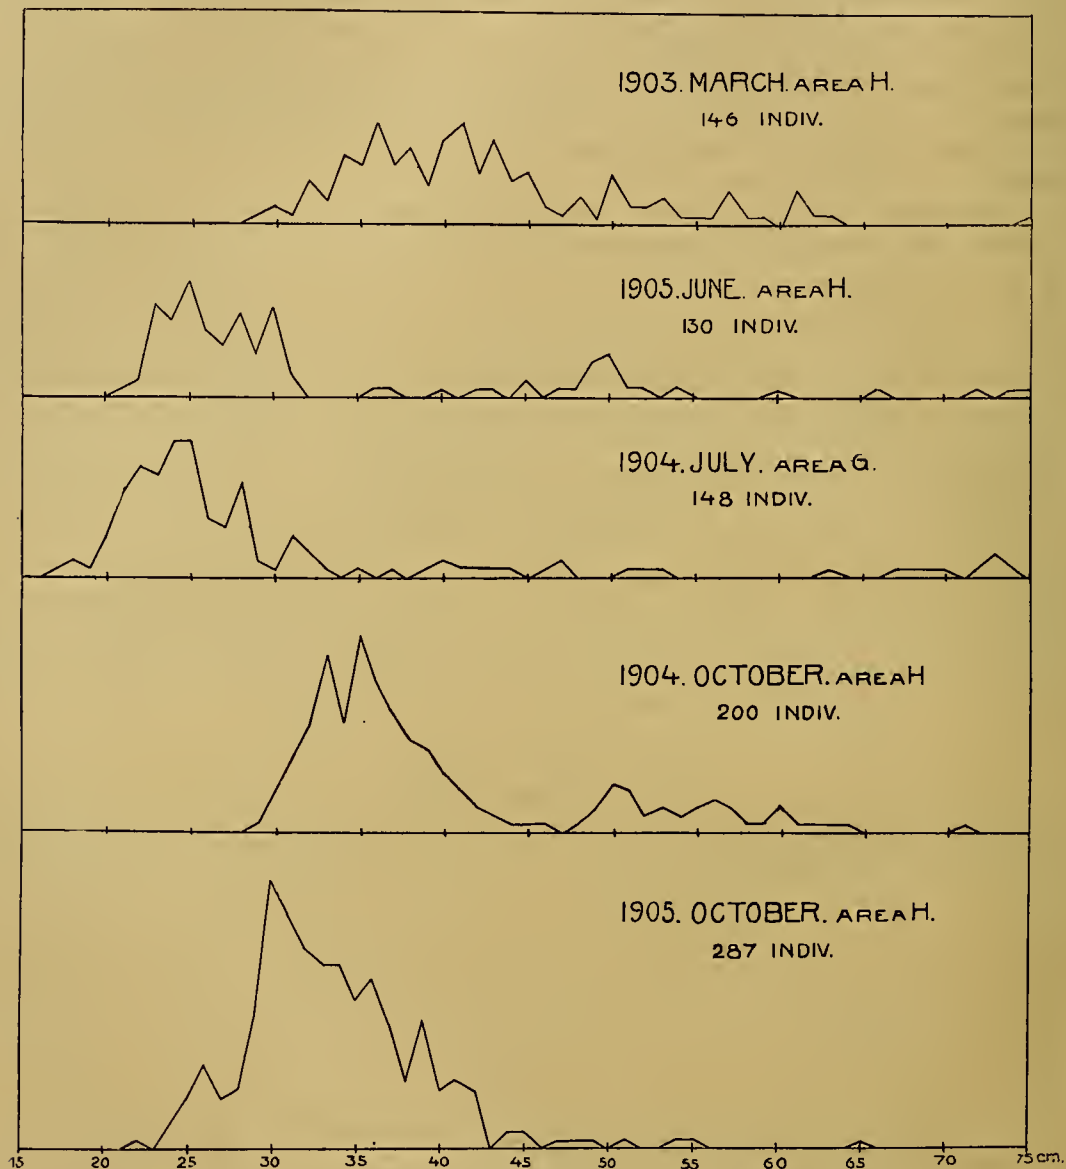 1903. MARCH. AREA H.
146 INDIV.
1905. JUNE. AREA H.
130 INDIV.
1904. JULY. AREA G.
148 INDIV.
1904. OCTOBER. AREA H
200 INDIV.
1905. OCTOBER. AREA H.
287 INDIV.
15 20 25 30 35 40 45 50 55 60 65 70 75 cm.